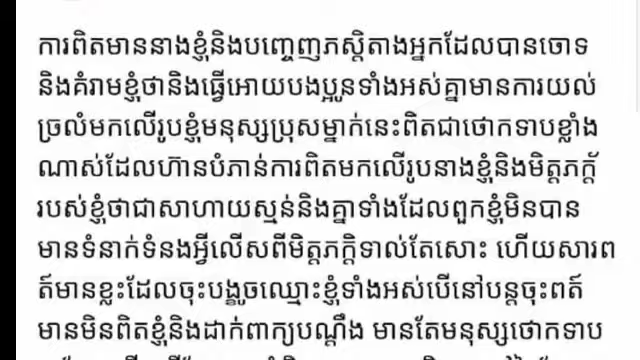 ការពិតមាននាងខ្ញុំនិងបញ្ចេញភស្តិតាងអ្នកដែលបានចោទ
និងគំរាមខ្ញុំថានិងធ្វើអោយបងប្អូនទាំងអស់គ្នាមានការយល់
ច្រលំមកលើរូបខ្ញុំមនុស្សប្រុសម្នាក់នេះពិតជាថោកទាបខ្លាំង
ណាស់ដែលហ៊ានបំភាន់ការពិតមកលើរូបនាងខ្ញុំនិងមិត្តភក្ត័
របស់ខ្ញុំថាជាសាហាយស្មន់និងគ្នាទាំងដែលពួកខ្ញុំមិនបាន
មានទំនាក់ទំនងអ្វីលើសពីមិត្តភក្តិទាល់តែសោះ ហើយសារព
ត៍មានខ្លះដែលចុះបង្ខូចឈ្មោះខ្ញុំទាំងអស់បើនៅបន្តចុះពត៍
មានមិនពិតខ្ញុំនិងដាក់ពាក្យបណ្តឹង មានតែមនុស្សថោកទាប